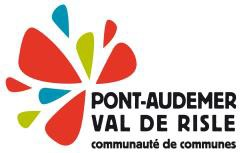 PONT-AUDEMER
VAL DE RISLE
communauté de communes